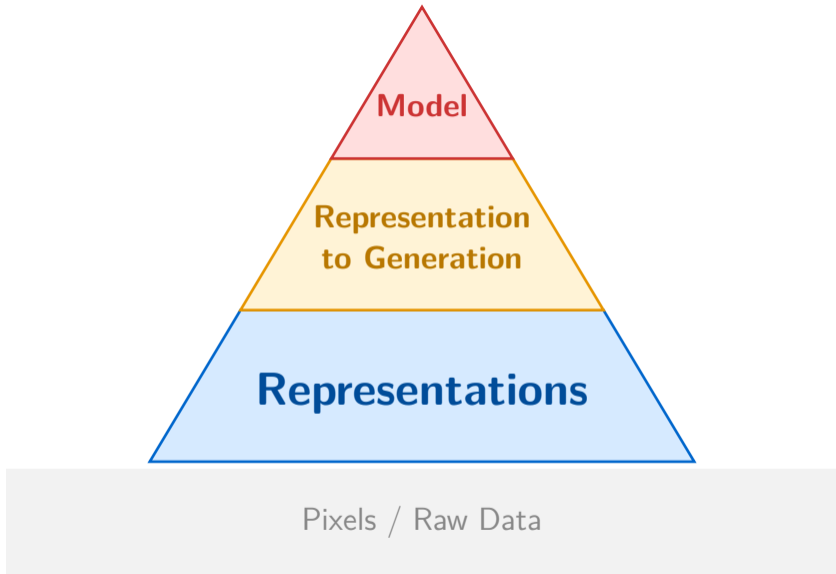 Model
Representation
to Generation
Representations
Pixels / Raw Data